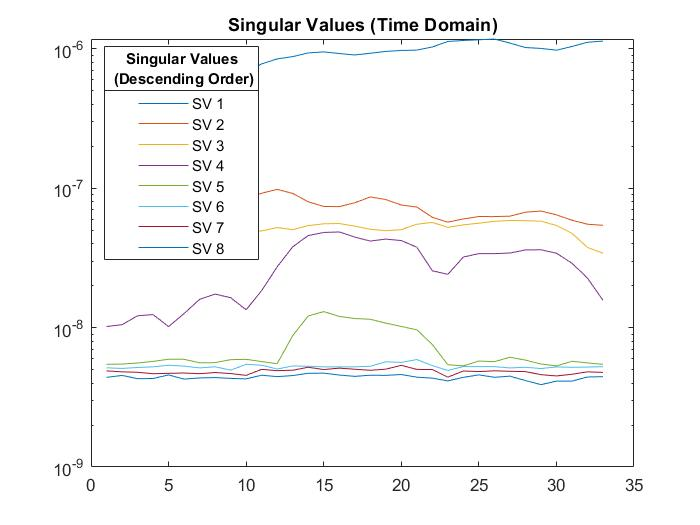 Singular Values (Time Domain)
10^-6
10^-7
10^-8
10^-9
Singular Values
(Descending Order)
SV 1
SV 2
SV 3
SV 4
SV 5
SV 6
SV 7
SV 8
0 5 10 15 20 25 30 35